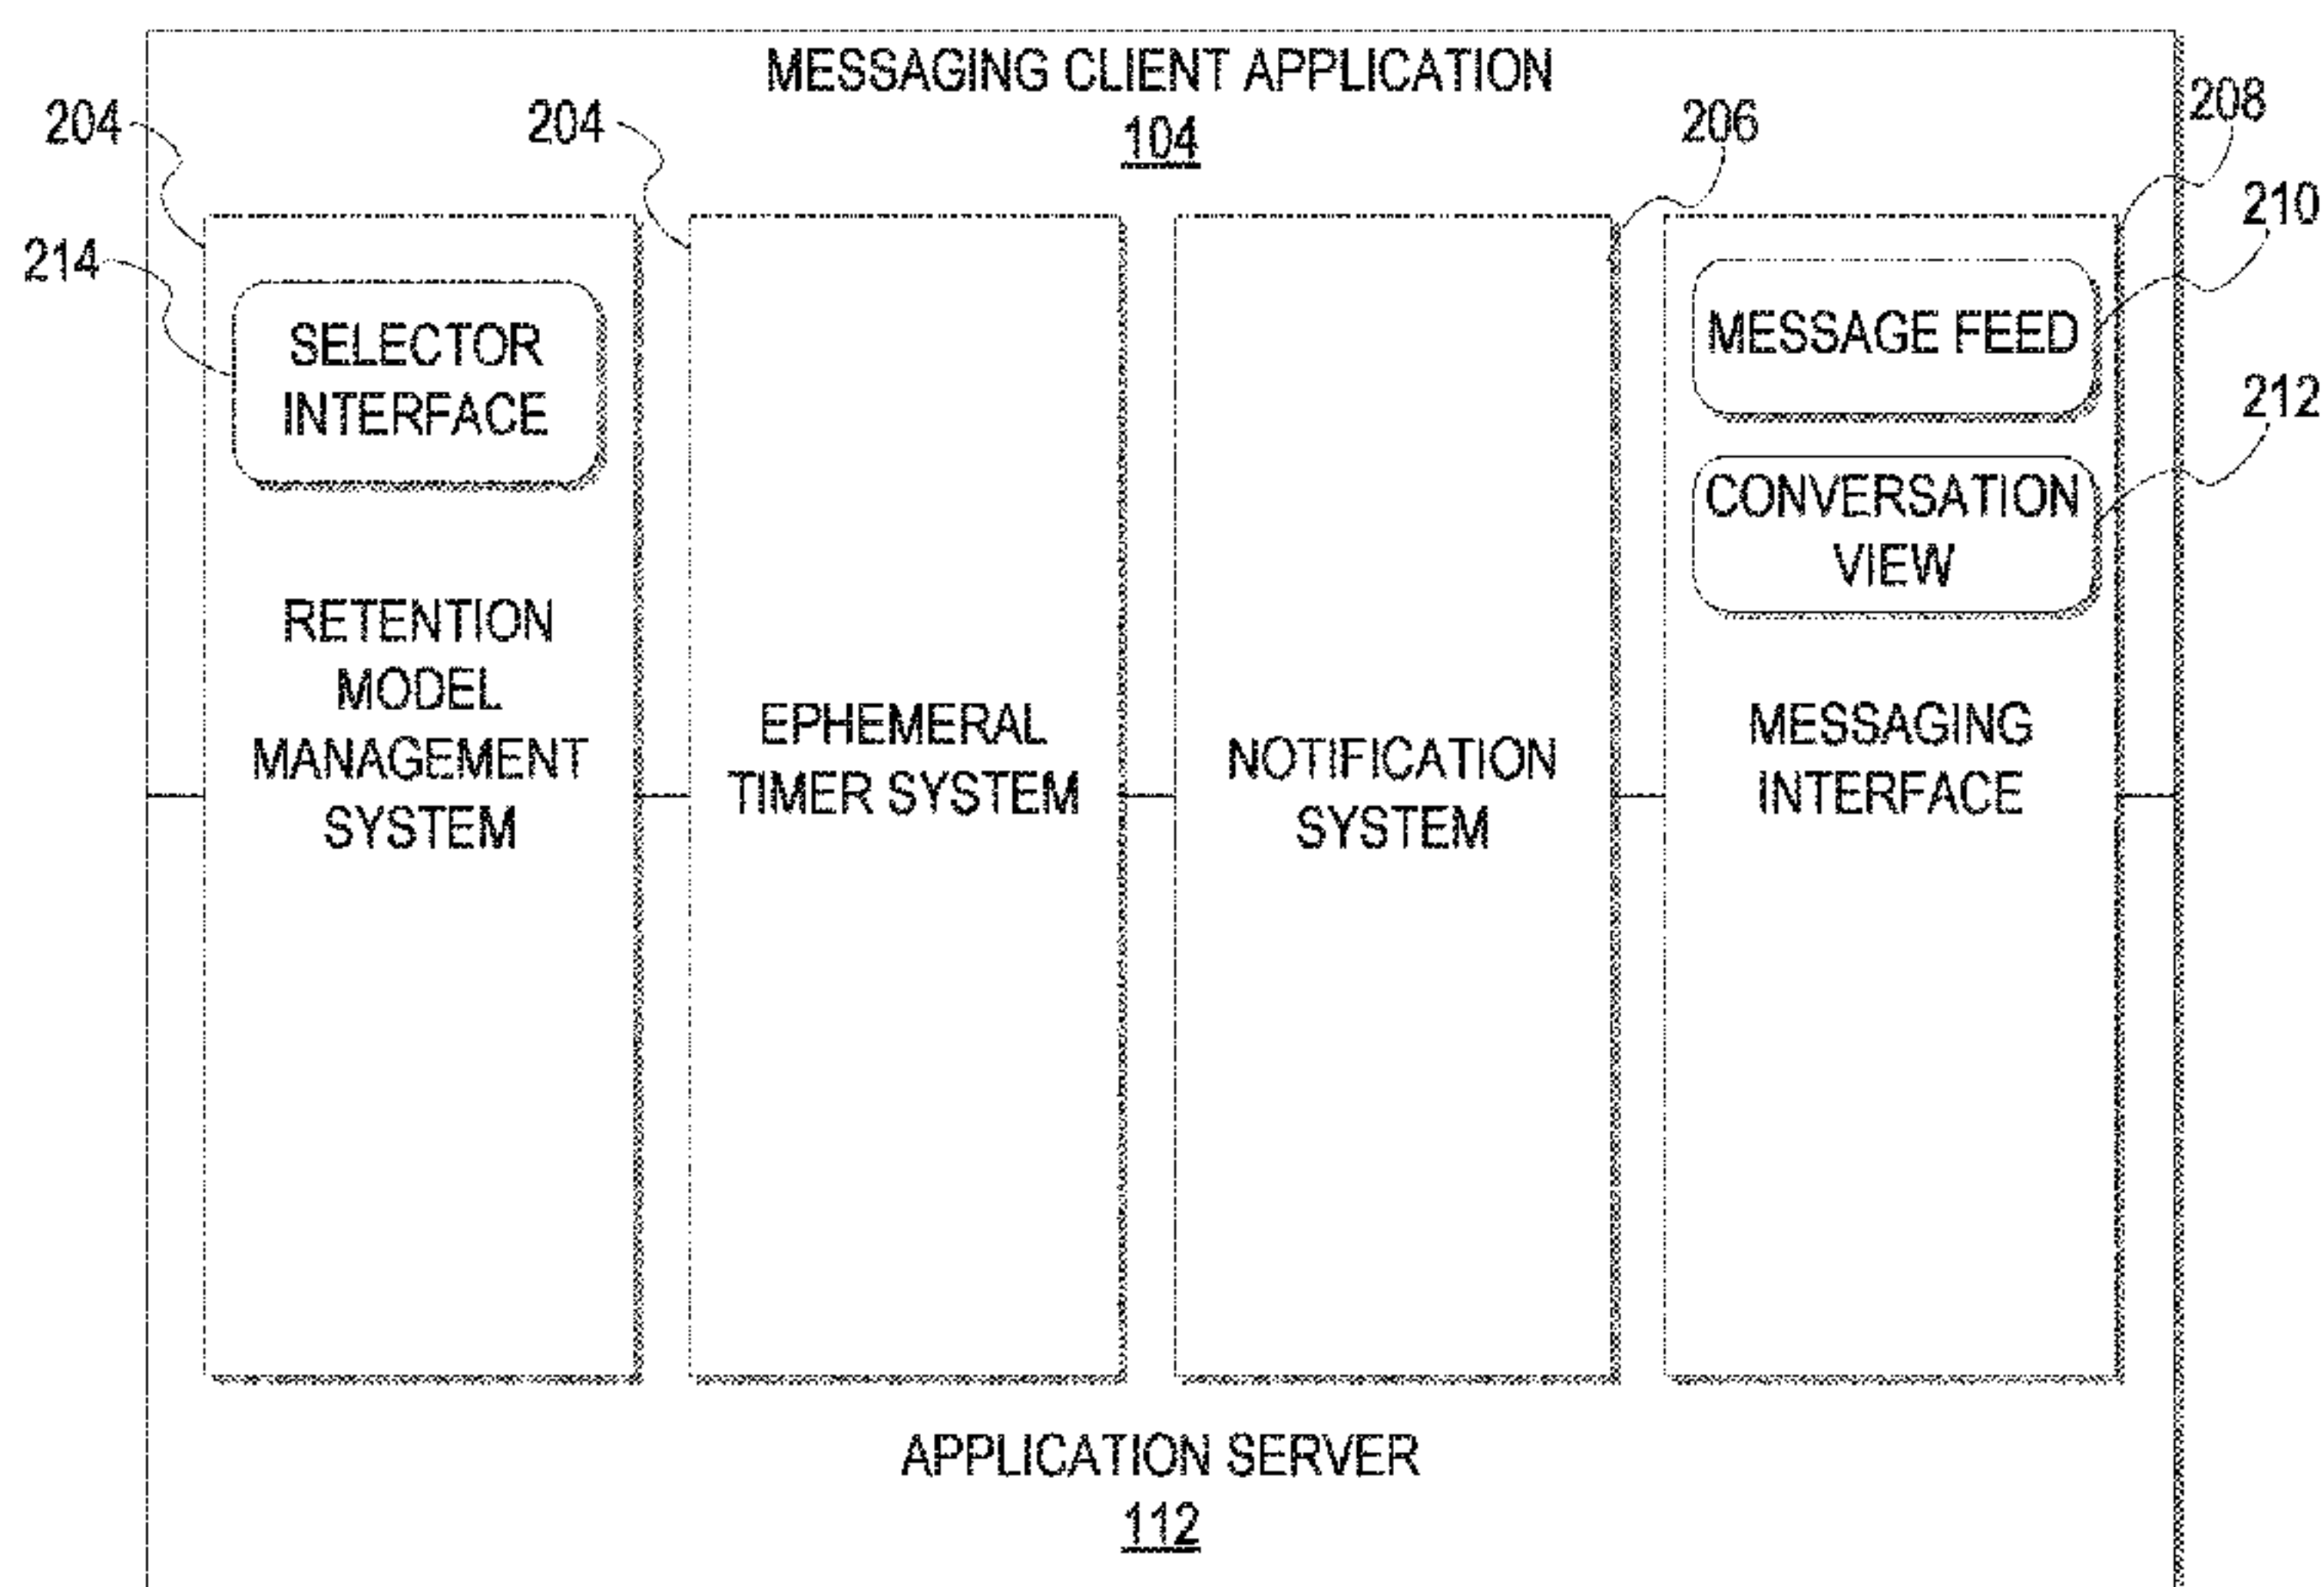 MESSAGING CLIENT APPLICATION
104
204
204
206
208
210
214
SELECTOR
INTERFACE
MESSAGE FEED
212
CONVERSATION
VIEW
RETENTION
MODEL
MANAGEMENT
SYSTEM
EPHEMERAL
TIMER SYSTEM
NOTIFICATION
SYSTEM
MESSAGING
INTERFACE
APPLICATION SERVER
112